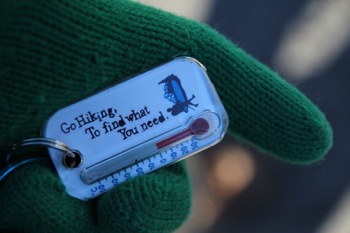 Go Hiking,
To find what
You need.